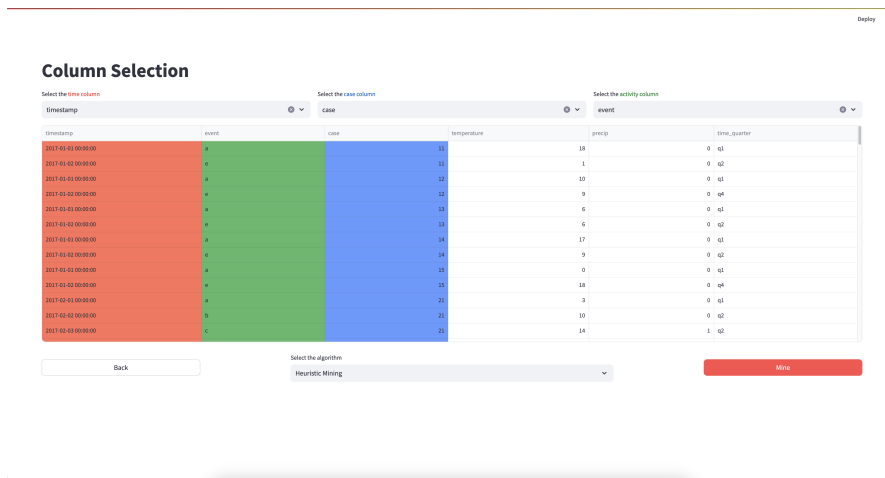 Deploy
Column Selection
Select the time column Select the case column Select the activity column
timestamp case event
timestamp event case temperature precip time_quarter
2017-01-01 00:00:00 a 11 18 0 q1
2017-01-02 00:00:00 e 11 1 0 q2
2017-01-01 00:00:00 a 12 10 0 q1
2017-01-02 00:00:00 e 12 9 0 q4
2017-01-01 00:00:00 a 13 6 0 q1
2017-01-02 00:00:00 e 13 6 0 q2
2017-01-01 00:00:00 a 14 17 0 q1
2017-01-02 00:00:00 e 14 9 0 q2
2017-01-01 00:00:00 a 15 0 0 q1
2017-01-02 00:00:00 e 15 18 0 q4
2017-02-01 00:00:00 a 21 3 0 q1
2017-02-02 00:00:00 b 21 10 0 q2
2017-02-03 00:00:00 c 21 14 1 q2
Select the algorithm
Back Heuristic Mining Mine